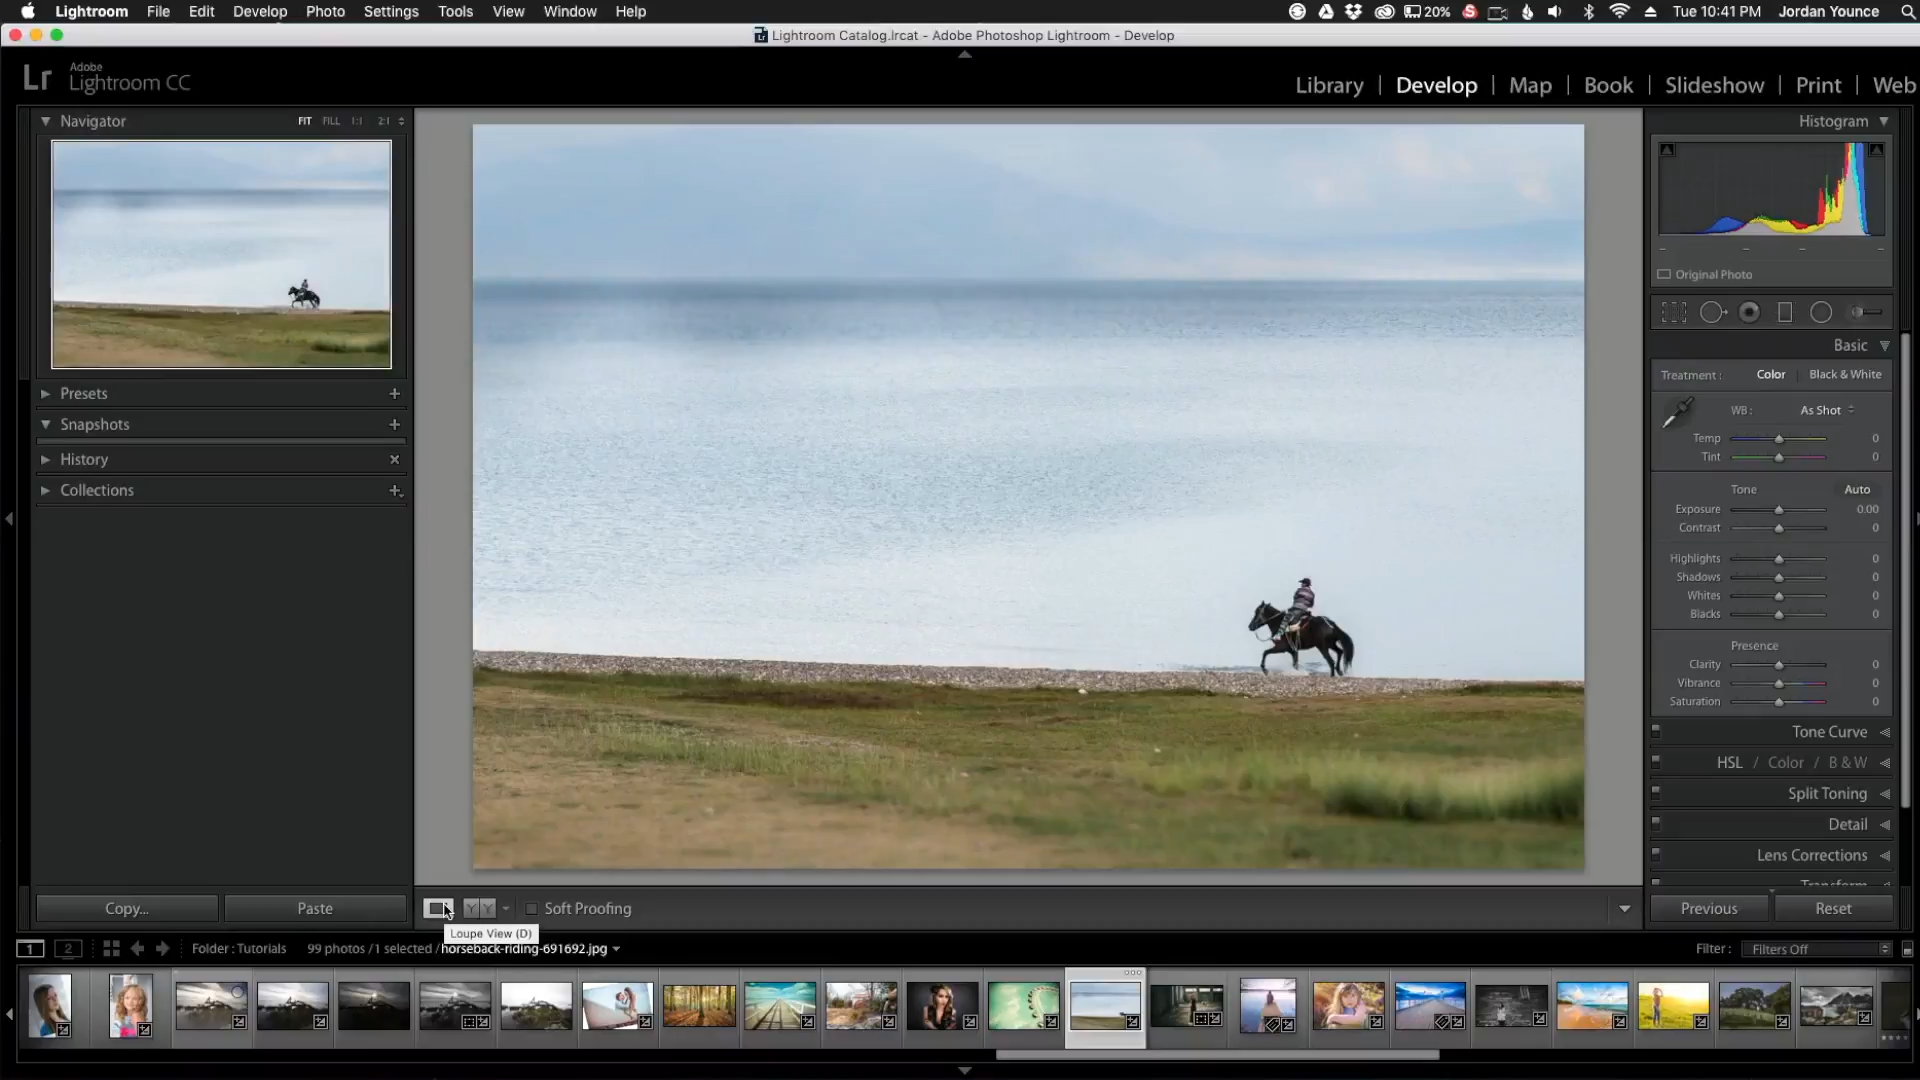 Lightroom File Edit Develop Photo Settings Tools View Window Help 20% Tue 10:41 PM Jordan Younce
Lightroom Catalog.lrcat - Adobe Photoshop Lightroom - Develop
Lr Adobe Lightroom CC
Library | Develop | Map | Book | Slideshow | Print | Web
Navigator FIT FILL 1:1 2:1
Histogram
Original Photo
Basic
Treatment : Color Black & White
WB : As Shot
Temp 0
Tint 0
Tone Auto
Exposure 0.00
Contrast 0
Highlights 0
Shadows 0
Whites 0
Blacks 0
Presence
Clarity 0
Vibrance 0
Saturation 0
Tone Curve
HSL / Color / B & W
Split Toning
Detail
Lens Corrections
Presets
Snapshots
History
Collections
Copy... Paste
Y Y Soft Proofing
Previous Reset
Loupe View (D)
1 2 Folder : Tutorials 99 photos / 1 selected / horseback-riding-691692.jpg
Filter : Filters Off